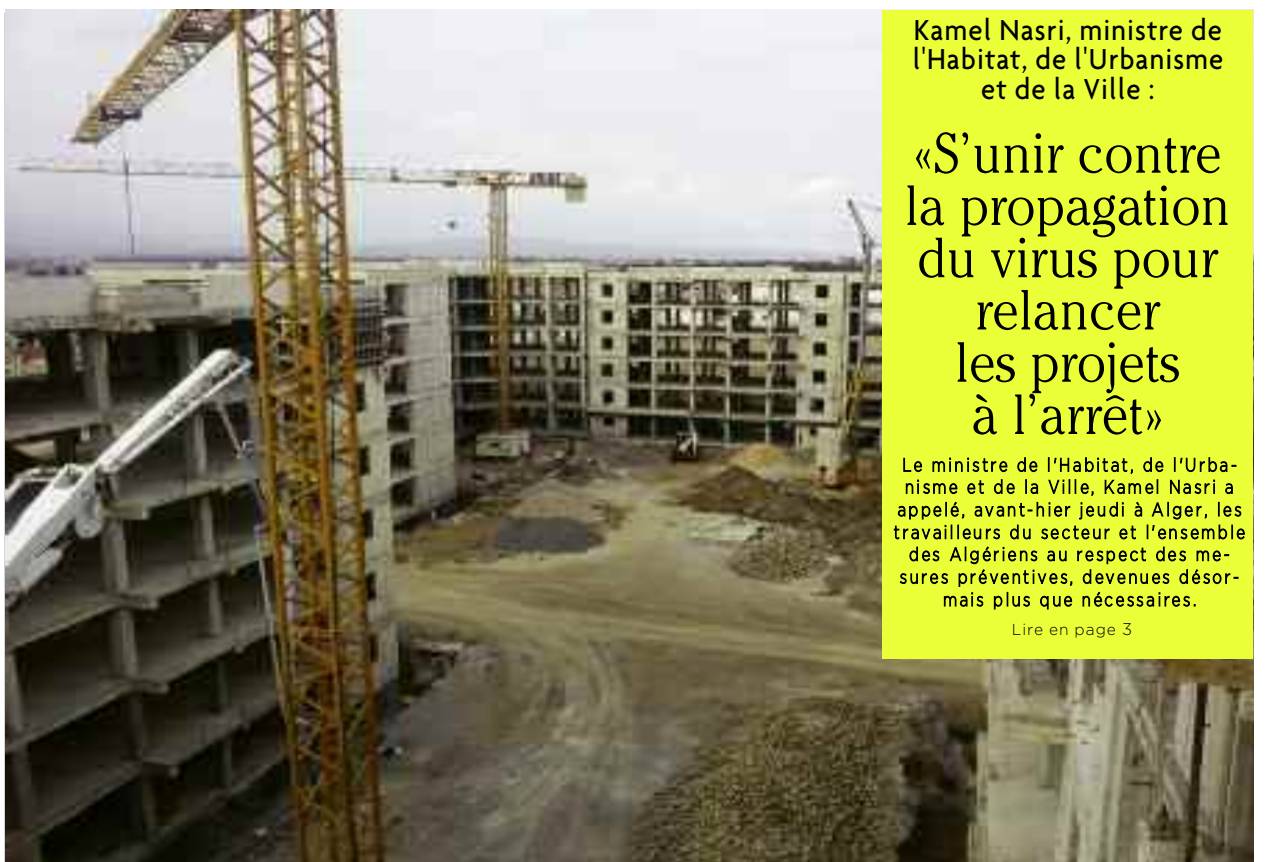 Kamel Nasri, ministre de
l'Habitat, de l'Urbanisme
et de la Ville :
«S’unir contre
la propagation
du virus pour
relancer
les projets
à l’arrêt»
Le ministre de l’Habitat, de l’Urba-
nisme et de la Ville, Kamel Nasri a
appelé, avant-hier jeudi à Alger, les
travailleurs du secteur et l’ensemble
des Algériens au respect des me-
sures préventives, devenues désor-
mais plus que nécessaires.
Lire en page 3